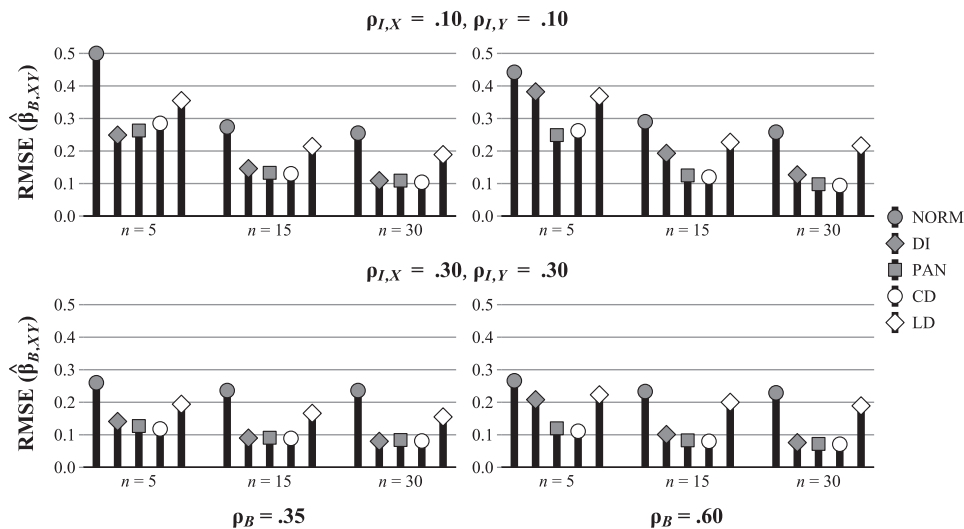 ρI,X = .10, ρI,Y = .10
RMSE (β̂B,XY)
0.5
0.4
0.3
0.2
0.1
0.0
n = 5
n = 15
n = 30
0.5
0.4
0.3
0.2
0.1
0.0
n = 5
n = 15
n = 30
NORM
DI
PAN
CD
LD
ρI,X = .30, ρI,Y = .30
RMSE (β̂B,XY)
0.5
0.4
0.3
0.2
0.1
0.0
n = 5
n = 15
n = 30
0.5
0.4
0.3
0.2
0.1
0.0
n = 5
n = 15
n = 30
ρB = .35
ρB = .60